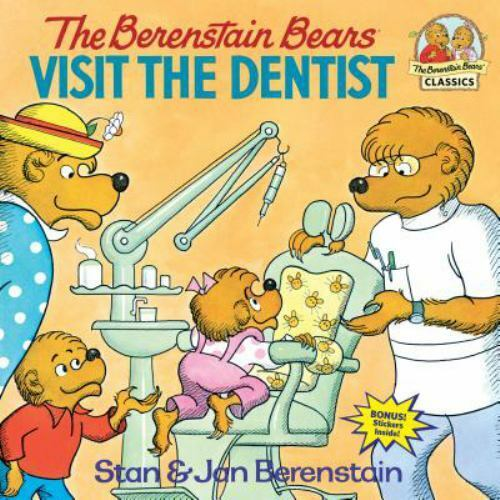 The Berenstain Bears
VISIT THE DENTIST
The Berenstain Bears®
CLASSICS
BONUS!
Stickers
Inside!
Stan & Jan Berenstain